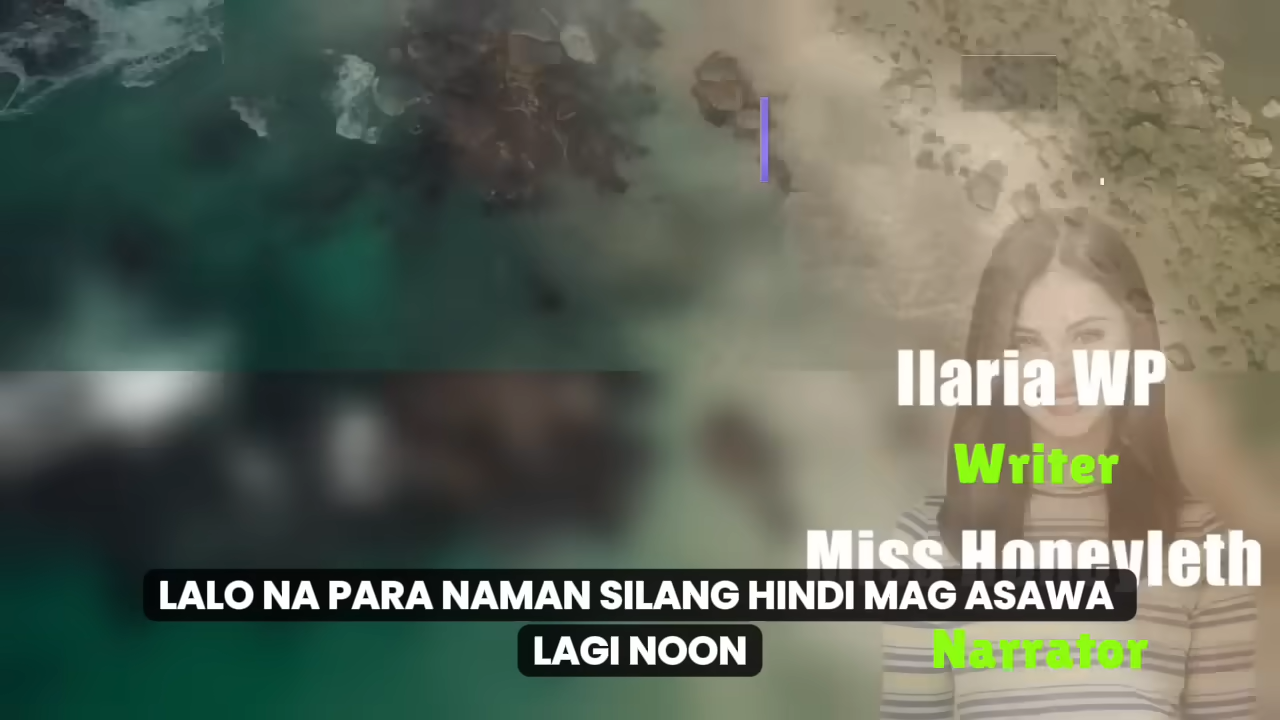 Ilaria WP
Writer
Miss Honeyleth
LALO NA PARA NAMAN SILANG HINDI MAG ASAWA
LAGI NOON
Narrator